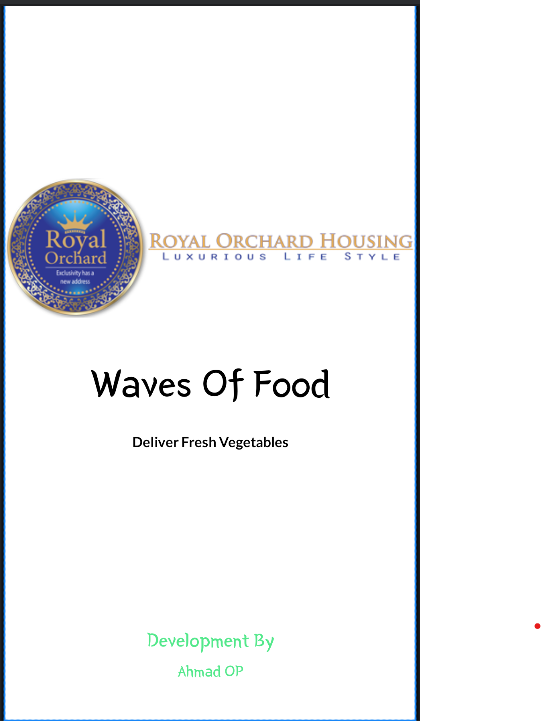 Royal
Orchard
Exclusivity has a
new address
ROYAL ORCHARD HOUSING
LUXURIOUS LIFE STYLE
Waves Of Food
Deliver Fresh Vegetables
Development By
Ahmad OP